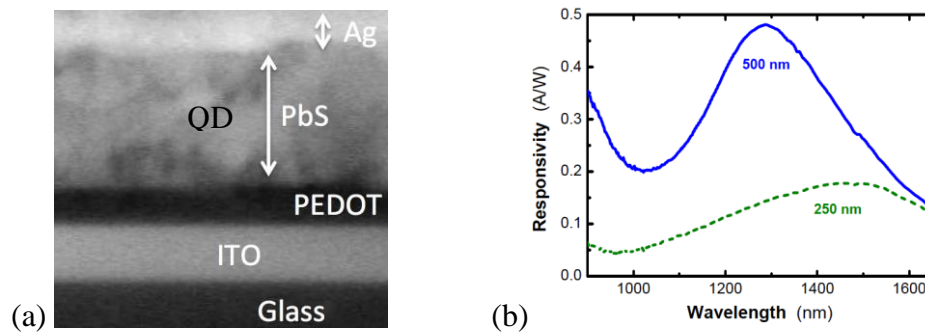 Ag
QD
PbS
PEDOT
ITO
Glass
(a)
0.5
0.4
0.3
0.2
0.1
0.0
Responsivity (A/W)
500 nm
250 nm
1000
1200
1400
1600
Wavelength (nm)
(b)